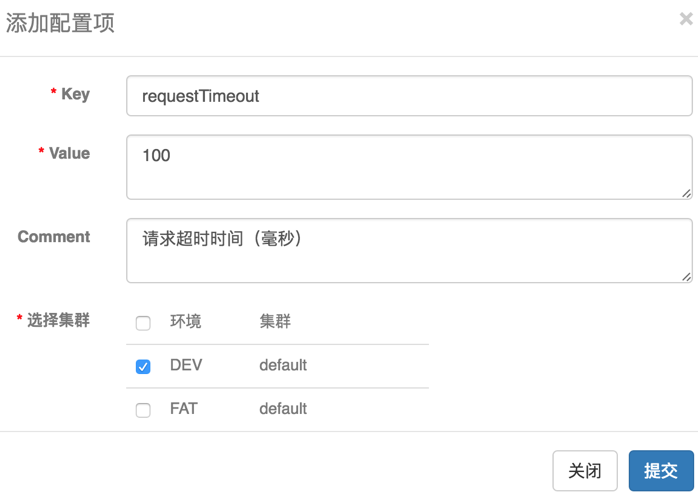 添加配置项
×
* Key
requestTimeout
* Value
100
Comment
请求超时时间（毫秒）
* 选择集群
环境 集群
DEV default
FAT default
关闭 提交